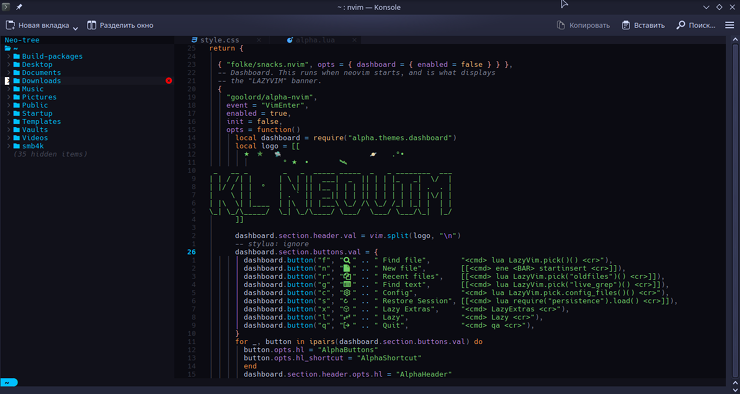 ~ : nvim — Konsole
Новая вкладка
Разделить окно
Копировать
Вставить
Поиск...
Neo-tree
style.css
alpha.lua
~
Build-packages
Desktop
Documents
Downloads
Music
Pictures
Public
Startup
Templates
Vaults
Videos
smb4k
(35 hidden items)
25 return {
24
23 { "folke/snacks.nvim", opts = { dashboard = { enabled = false } } },
22 -- Dashboard. This runs when neovim starts, and is what displays
21 -- the "LAZYVIM" banner.
20 {
19 "goolord/alpha-nvim",
18 event = "VimEnter",
17 enabled = true,
16 init = false,
15 opts = function()
14 local dashboard = require("alpha.themes.dashboard")
13 local logo = [[
12
11
10
9
8
7
6
5
4 ]]
3
2 dashboard.section.header.val = vim.split(logo, "\n")
1 -- stylua: ignore
26 dashboard.section.buttons.val = {
1 dashboard.button("f", " " .. " Find file", "<cmd> lua LazyVim.pick()() <cr>"),
2 dashboard.button("n", " " .. " New file", [[<cmd> ene <BAR> startinsert <cr>]]),
3 dashboard.button("r", " " .. " Recent files", [[<cmd> lua LazyVim.pick("oldfiles")() <cr>]]),
4 dashboard.button("g", " " .. " Find text", [[<cmd> lua LazyVim.pick("live_grep")() <cr>]]),
5 dashboard.button("c", " " .. " Config", "<cmd> lua LazyVim.pick.config_files()() <cr>"),
6 dashboard.button("s", " " .. " Restore Session", [[<cmd> lua require("persistence").load() <cr>]]),
7 dashboard.button("x", " " .. " Lazy Extras", "<cmd> LazyExtras <cr>"),
8 dashboard.button("l", " " .. " Lazy", "<cmd> Lazy <cr>"),
9 dashboard.button("q", " " .. " Quit", "<cmd> qa <cr>"),
10 }
11 for _, button in ipairs(dashboard.section.buttons.val) do
12 button.opts.hl = "AlphaButtons"
13 button.opts.hl_shortcut = "AlphaShortcut"
14 end
15 dashboard.section.header.opts.hl = "AlphaHeader"
~